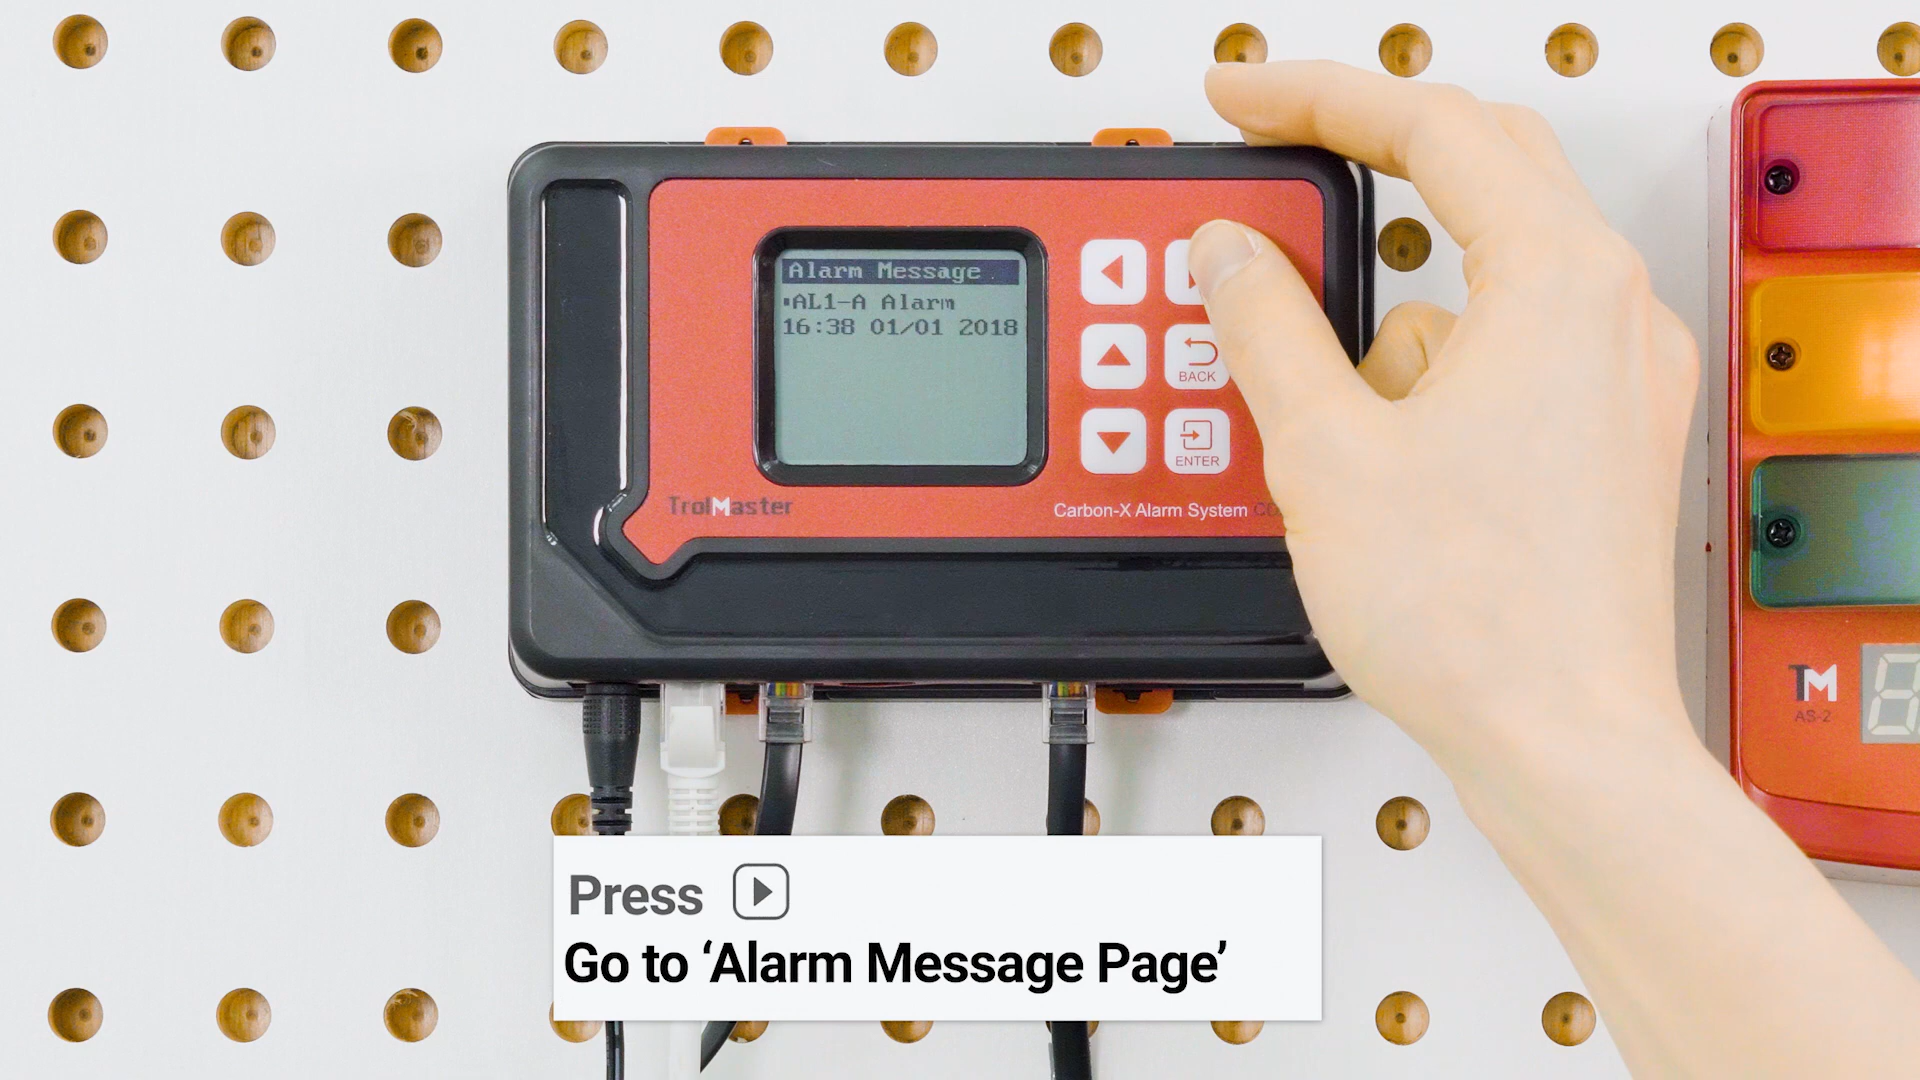 Alarm Message
AL1-A Alarm
16:38 01/01 2018
BACK
ENTER
TrolMaster
Carbon-X Alarm System
TM
AS-2
Press
Go to ‘Alarm Message Page’